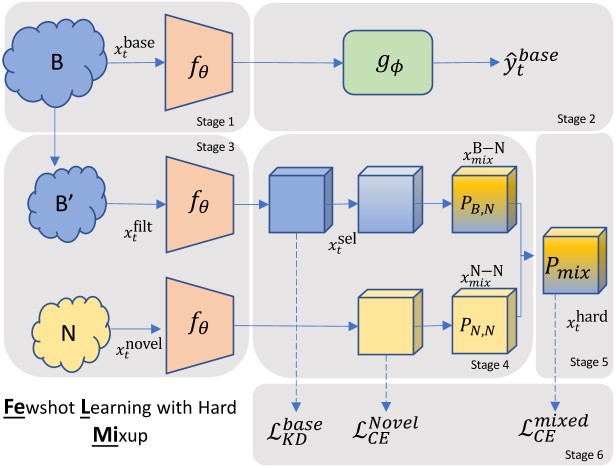 B
x_t^base
f_θ
g_ϕ
ŷ_t^base
Stage 1
Stage 2
Stage 3
B'
x_t^filt
f_θ
x_t^sel
x_mix^B−N
P_B,N
N
x_t^novel
f_θ
x_mix^N−N
P_N,N
Stage 4
P_mix
x_t^hard
Stage 5
Fewshot Learning with Hard
Mixup
ℒ_KD^base
ℒ_CE^Novel
ℒ_CE^mixed
Stage 6